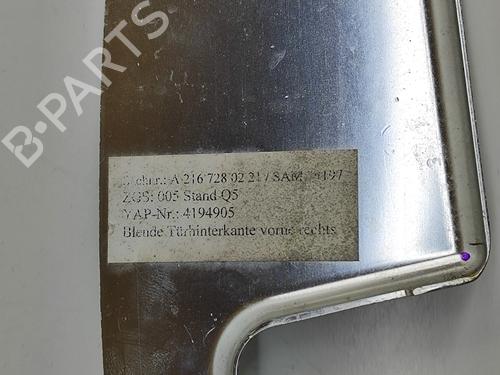 B-PARTS
A 216 728 02 21 / SAM
ZGS: 005 Stand Q5
YAP-Nr.: 4194905
Blende Türhinterkante vorne rechts